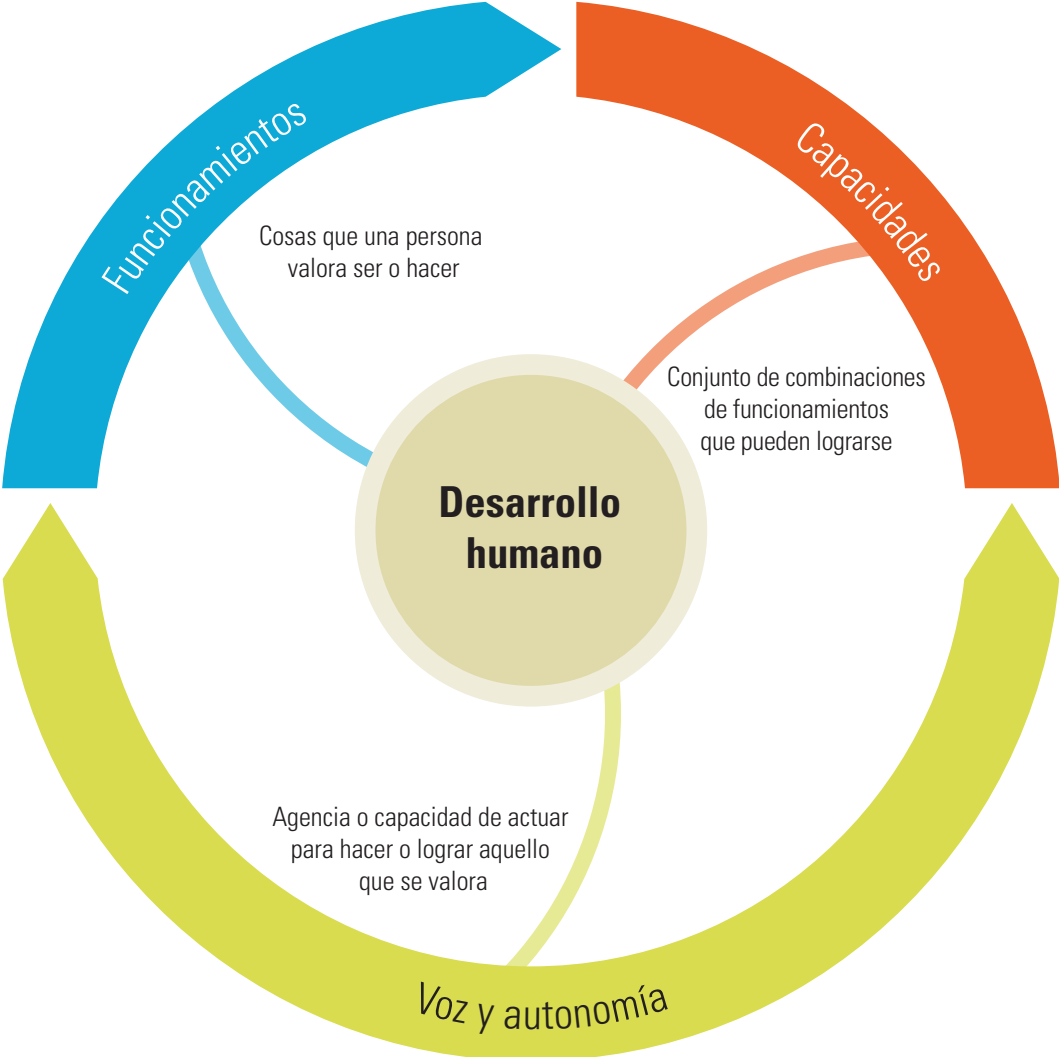 Funcionamientos
Cosas que una persona
valora ser o hacer
Capacidades
Conjunto de combinaciones
de funcionamientos
que pueden lograrse
Desarrollo
humano
Agencia o capacidad de actuar
para hacer o lograr aquello
que se valora
Voz y autonomía